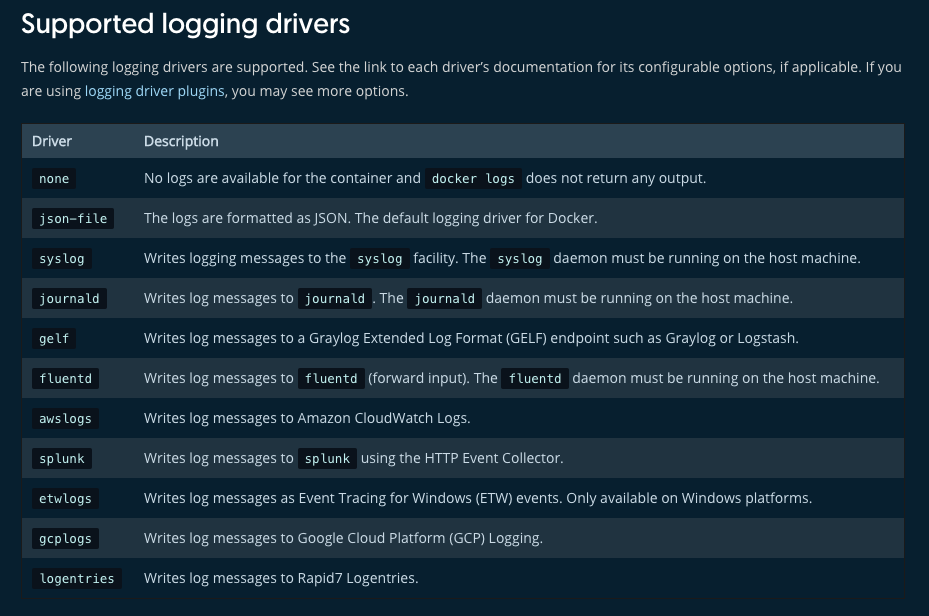 Supported logging drivers
The following logging drivers are supported. See the link to each driver’s documentation for its configurable options, if applicable. If you
are using logging driver plugins, you may see more options.
Driver Description
none No logs are available for the container and docker logs does not return any output.
json-file The logs are formatted as JSON. The default logging driver for Docker.
syslog Writes logging messages to the syslog facility. The syslog daemon must be running on the host machine.
journald Writes log messages to journald. The journald daemon must be running on the host machine.
gelf Writes log messages to a Graylog Extended Log Format (GELF) endpoint such as Graylog or Logstash.
fluentd Writes log messages to fluentd (forward input). The fluentd daemon must be running on the host machine.
awslogs Writes log messages to Amazon CloudWatch Logs.
splunk Writes log messages to splunk using the HTTP Event Collector.
etwlogs Writes log messages as Event Tracing for Windows (ETW) events. Only available on Windows platforms.
gcplogs Writes log messages to Google Cloud Platform (GCP) Logging.
logentries Writes log messages to Rapid7 Logentries.